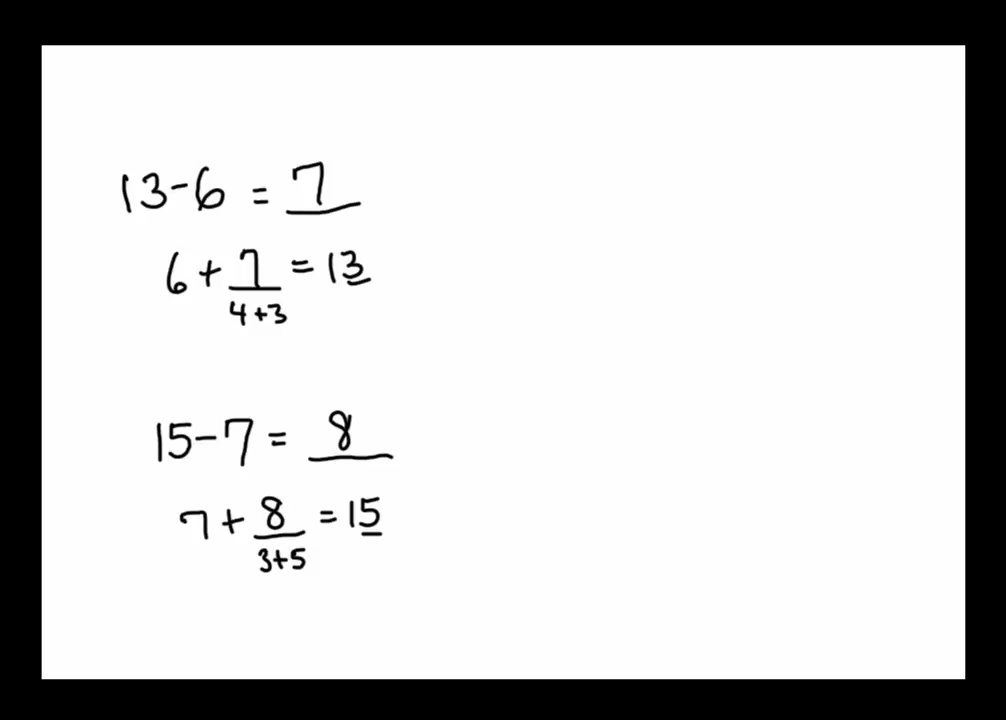 13-6 = 7
6 + 7 = 13
4+3
15-7 = 8
7 + 8 = 15
3+5